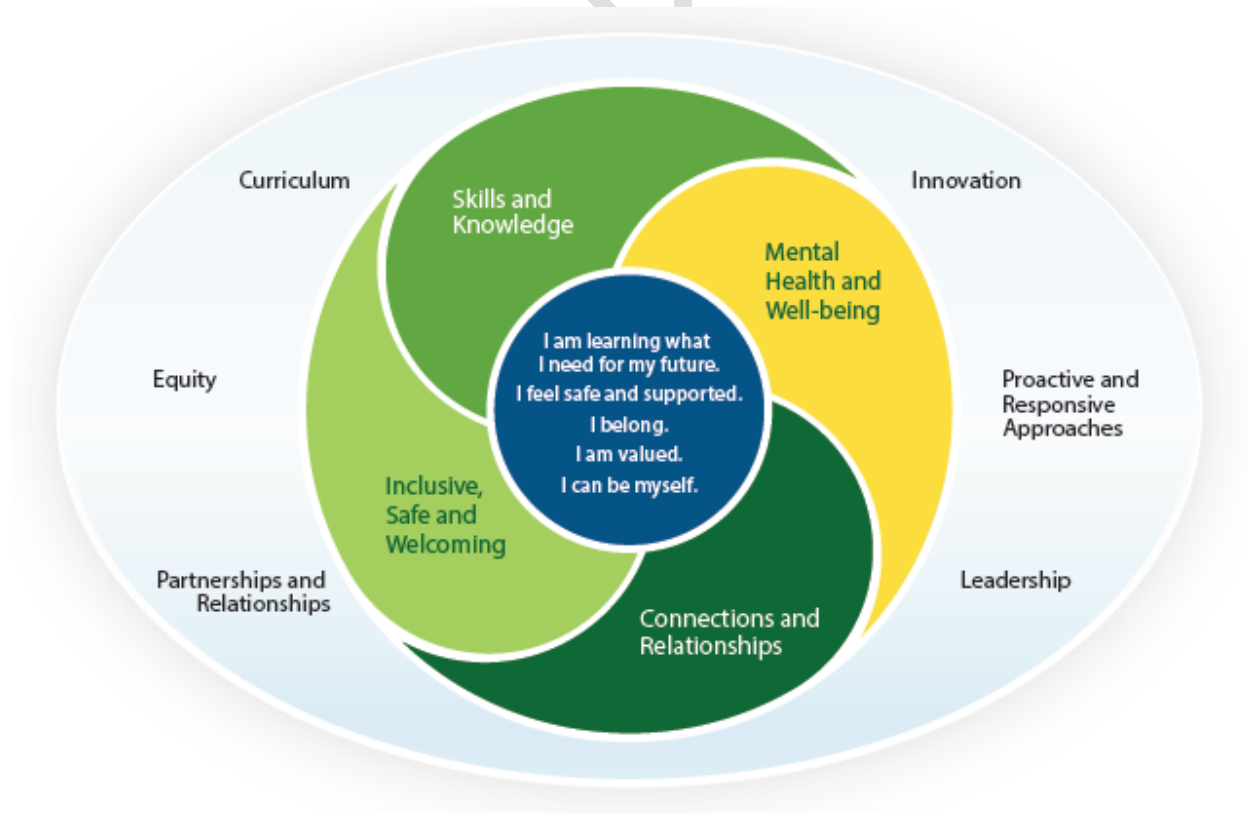 Curriculum
Innovation
Skills and
Knowledge
Mental
Health and
Well-being
I am learning what
I need for my future.
I feel safe and supported.
I belong.
I am valued.
I can be myself.
Equity
Proactive and
Responsive
Approaches
Inclusive,
Safe and
Welcoming
Partnerships and
Relationships
Leadership
Connections and
Relationships